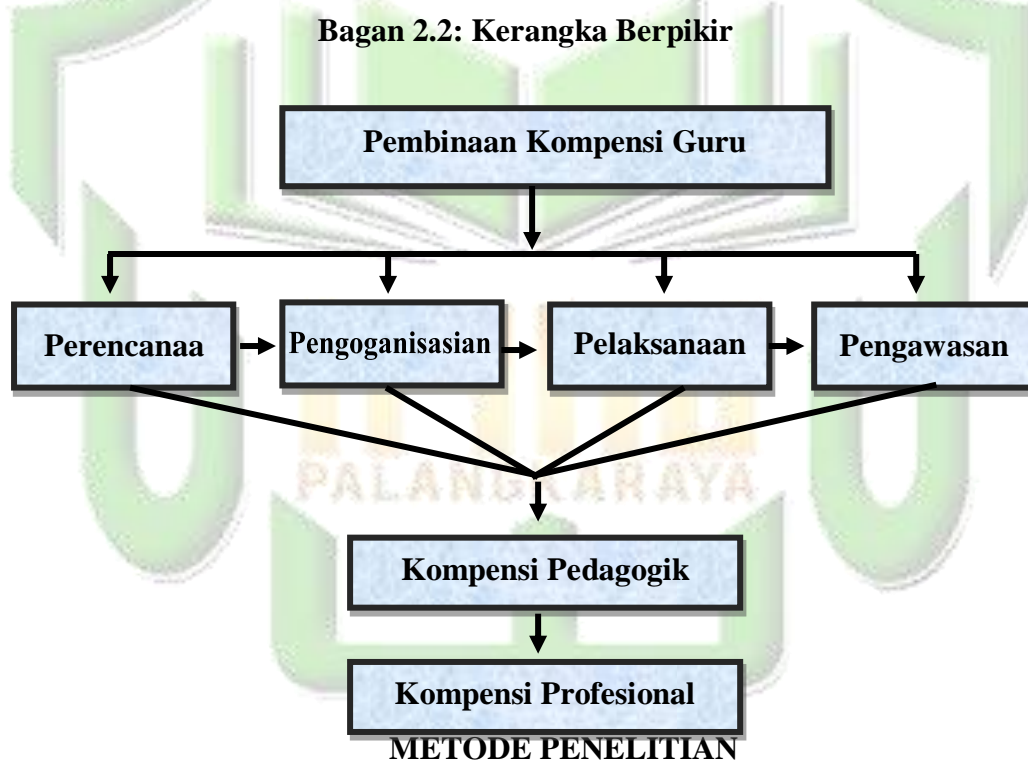 Bagan 2.2: Kerangka Berpikir
Pembinaan Kompensi Guru
Perencanaa
Pengoganisasian
Pelaksanaan
Pengawasan
PALANGKARAYA
Kompensi Pedagogik
Kompensi Profesional
METODE PENELITIAN